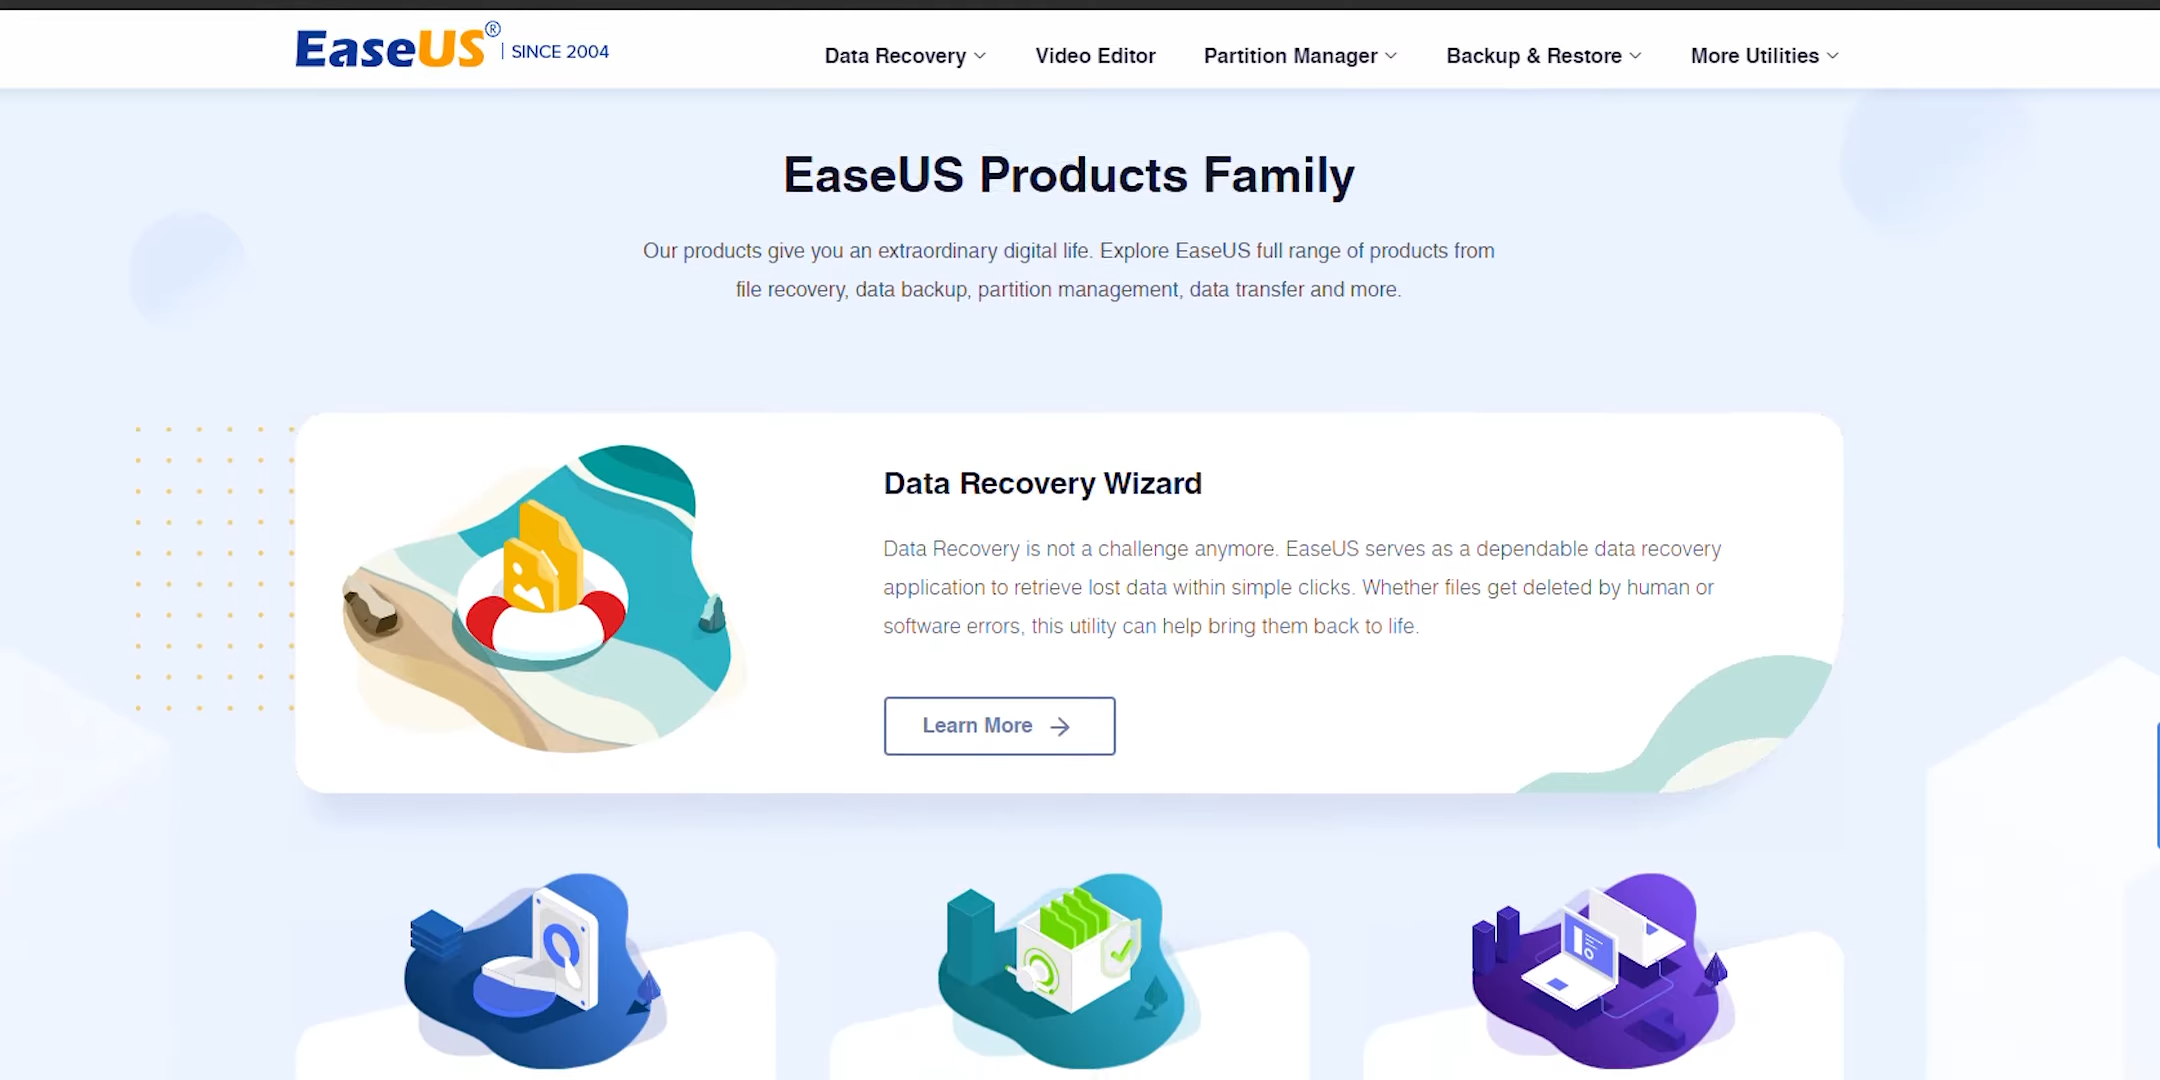 EaseUS® | SINCE 2004
Data Recovery
Video Editor
Partition Manager
Backup & Restore
More Utilities
EaseUS Products Family
Our products give you an extraordinary digital life. Explore EaseUS full range of products from
file recovery, data backup, partition management, data transfer and more.
Data Recovery Wizard
Data Recovery is not a challenge anymore. EaseUS serves as a dependable data recovery
application to retrieve lost data within simple clicks. Whether files get deleted by human or
software errors, this utility can help bring them back to life.
Learn More